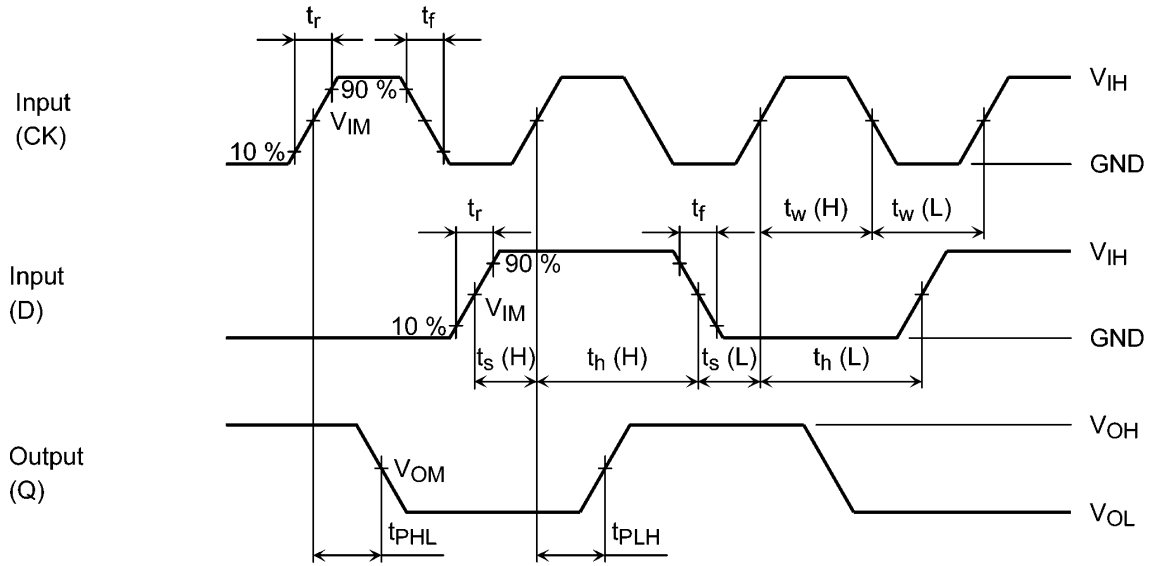 tr tf
Input
(CK)
90 %
VIM
10 %
VIH
GND
tr tf tw (H) tw (L)
Input
(D)
90 %
VIM
10 %
VIH
GND
ts (H) th (H) ts (L) th (L)
Output
(Q)
VOM
VOH
VOL
tPHL tPLH